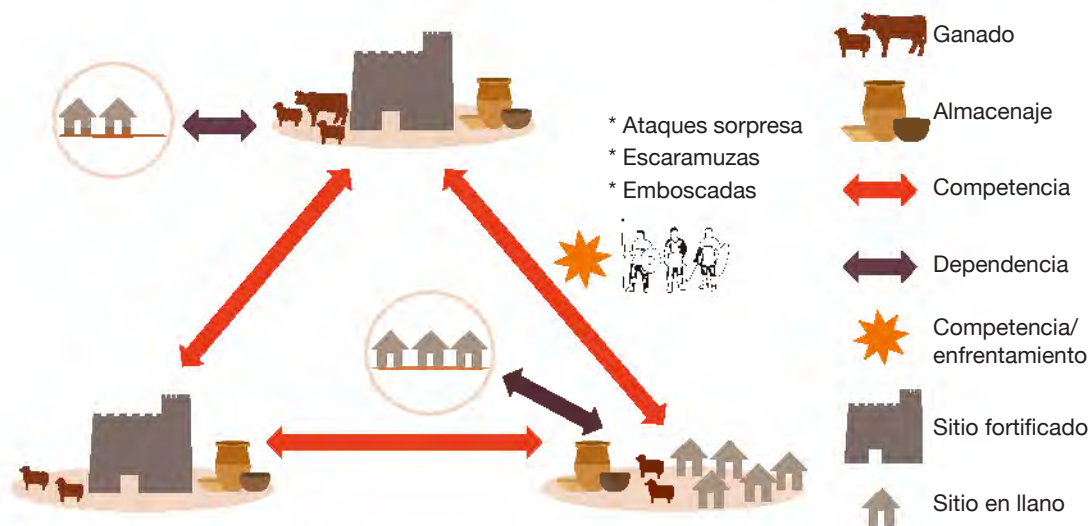 * Ataques sorpresa
* Escaramuzas
* Emboscadas
Ganado
Almacenaje
Competencia
Dependencia
Competencia/
enfrentamiento
Sitio fortificado
Sitio en llano